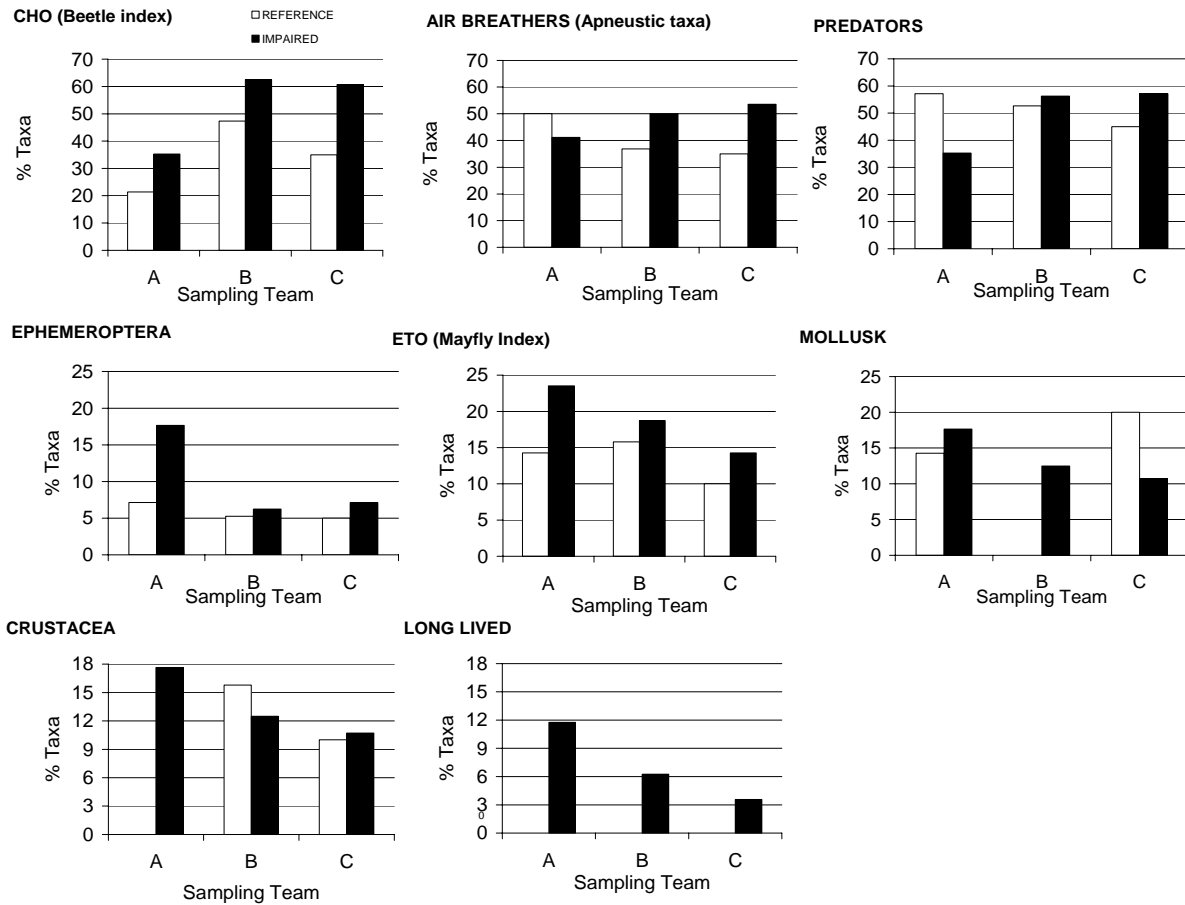 CHO (Beetle index)
□REFERENCE
■IMPAIRED
% Taxa
70
60
50
40
30
20
10
0
A B C
Sampling Team
AIR BREATHERS (Apneustic taxa)
% Taxa
70
60
50
40
30
20
10
0
A B C
Sampling Team
PREDATORS
% Taxa
70
60
50
40
30
20
10
0
A B C
Sampling Team
EPHEMEROPTERA
% Taxa
25
20
15
10
5
0
A B C
Sampling Team
ETO (Mayfly Index)
% Taxa
25
20
15
10
5
0
A B C
Sampling Team
MOLLUSK
% Taxa
25
20
15
10
5
0
A B C
Sampling Team
CRUSTACEA
% Taxa
18
15
12
9
6
3
0
A B C
Sampling Team
LONG LIVED
% Taxa
18
15
12
9
6
3
0
0
A B C
Sampling Team